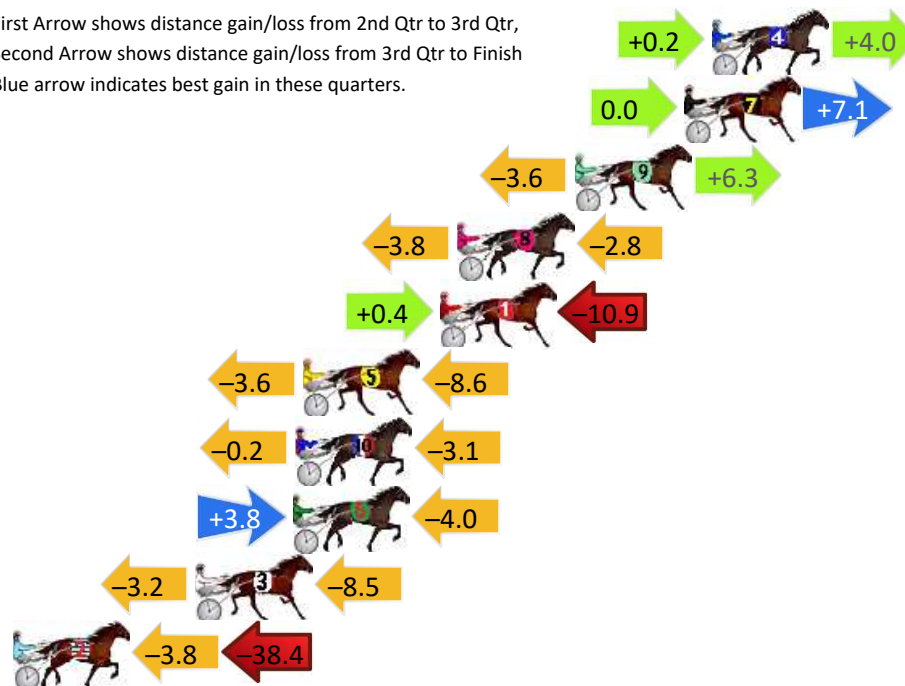 First Arrow shows distance gain/loss from 2nd Qtr to 3rd Qtr,
Second Arrow shows distance gain/loss from 3rd Qtr to Finish
Blue arrow indicates best gain in these quarters.
+0.2 4 +4.0
0.0 7 +7.1
–3.6 9 +6.3
–3.8 8 –2.8
+0.4 1 –10.9
–3.6 5 –8.6
–0.2 10 –3.1
+3.8 –4.0
–3.2 3 –8.5
2 –3.8 –38.4